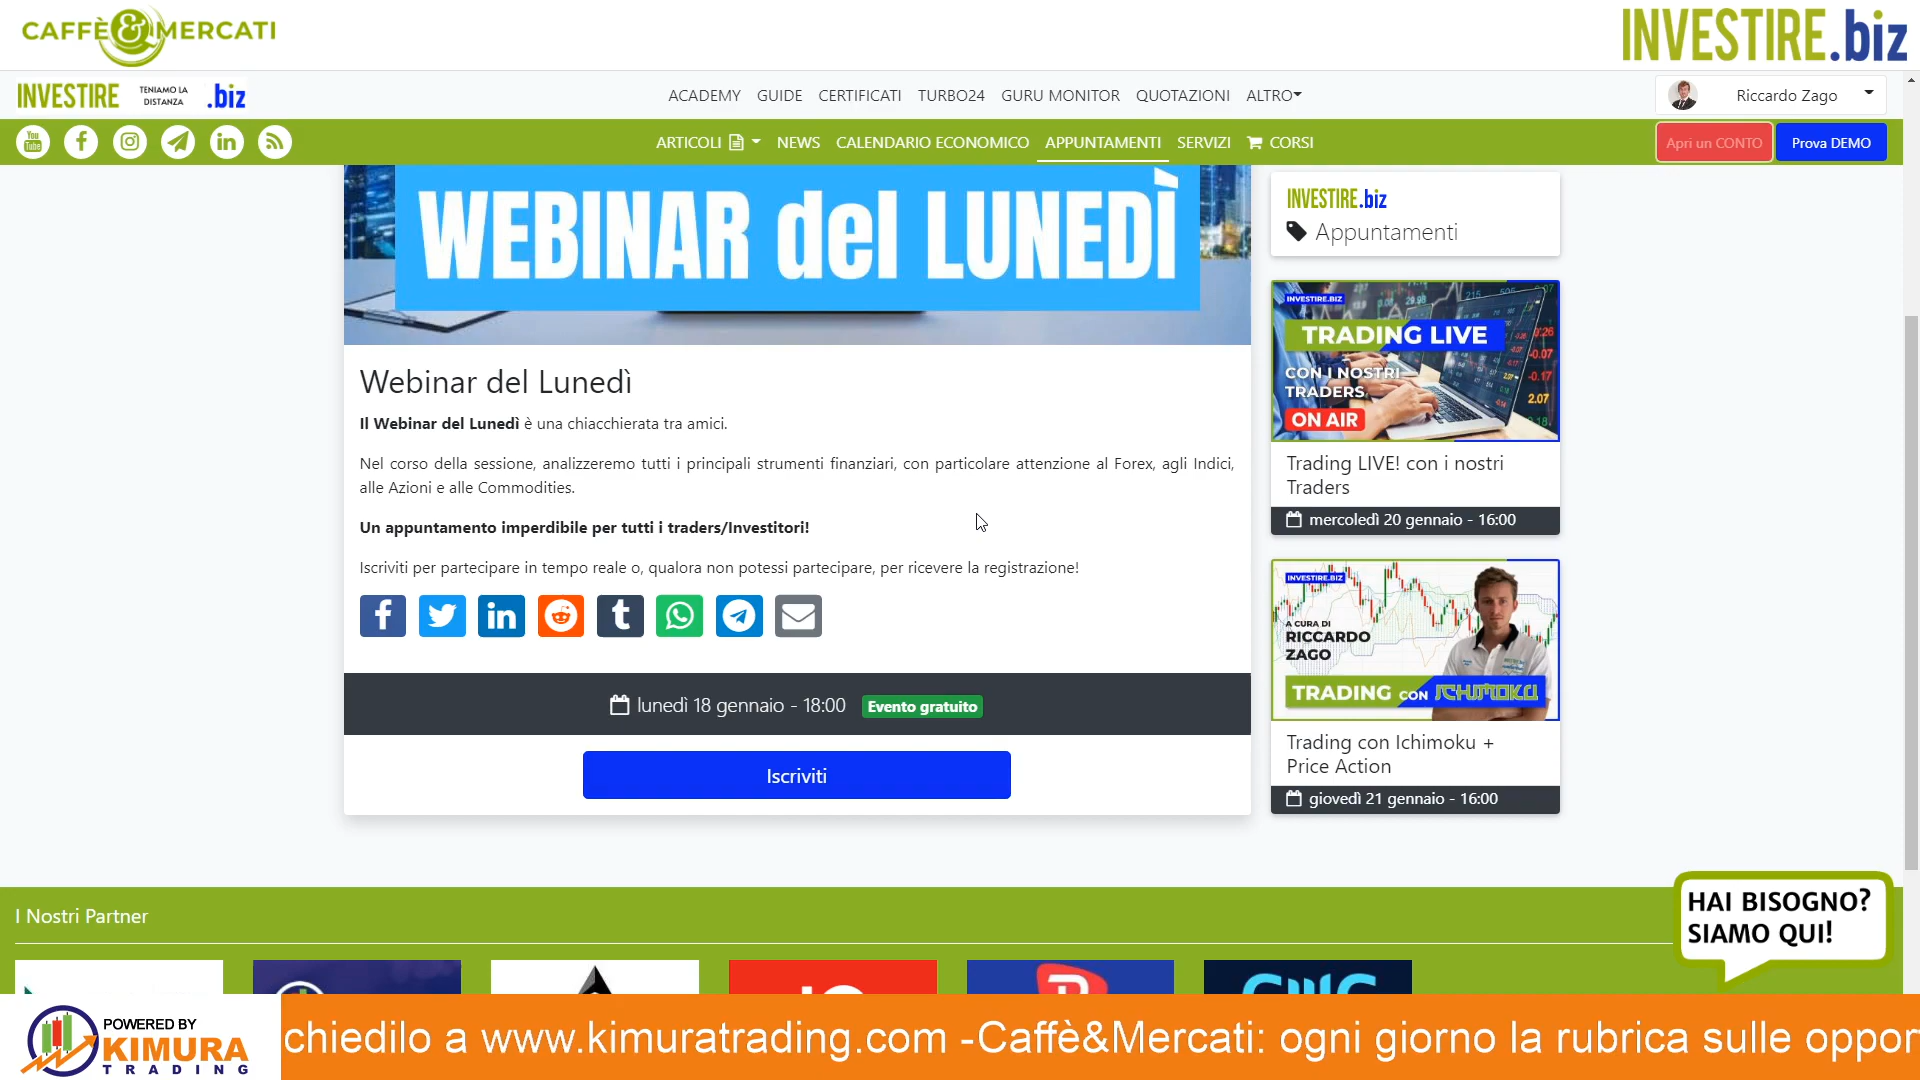 CAFFÈ&MERCATI
INVESTIRE.biz
INVESTIRE TENIAMO LA DISTANZA .biz
ACADEMY GUIDE CERTIFICATI TURBO24 GURU MONITOR QUOTAZIONI ALTRO
Riccardo Zago
You Tube
ARTICOLI NEWS CALENDARIO ECONOMICO APPUNTAMENTI SERVIZI CORSI
Apri un CONTO
Prova DEMO
WEBINAR del LUNEDÌ
Webinar del Lunedì
Il Webinar del Lunedì è una chiacchierata tra amici.
Nel corso della sessione, analizzeremo tutti i principali strumenti finanziari, con particolare attenzione al Forex, agli Indici,
alle Azioni e alle Commodities.
Un appuntamento imperdibile per tutti i traders/Investitori!
Iscriviti per partecipare in tempo reale o, qualora non potessi partecipare, per ricevere la registrazione!
lunedì 18 gennaio - 18:00 Evento gratuito
Iscriviti
INVESTIRE.biz
Appuntamenti
INVESTIRE.BIZ
TRADING LIVE
CON I NOSTRI
TRADERS
ON AIR
Trading LIVE! con i nostri
Traders
mercoledì 20 gennaio - 16:00
INVESTIRE.BIZ
A CURA DI
RICCARDO
ZAGO
TRADING CON ICHIMOKU
Trading con Ichimoku +
Price Action
giovedì 21 gennaio - 16:00
I Nostri Partner
HAI BISOGNO?
SIAMO QUI!
POWERED BY
KIMURA
TRADING
chiedilo a www.kimuratrading.com -Caffè&Mercati: ogni giorno la rubrica sulle oppor